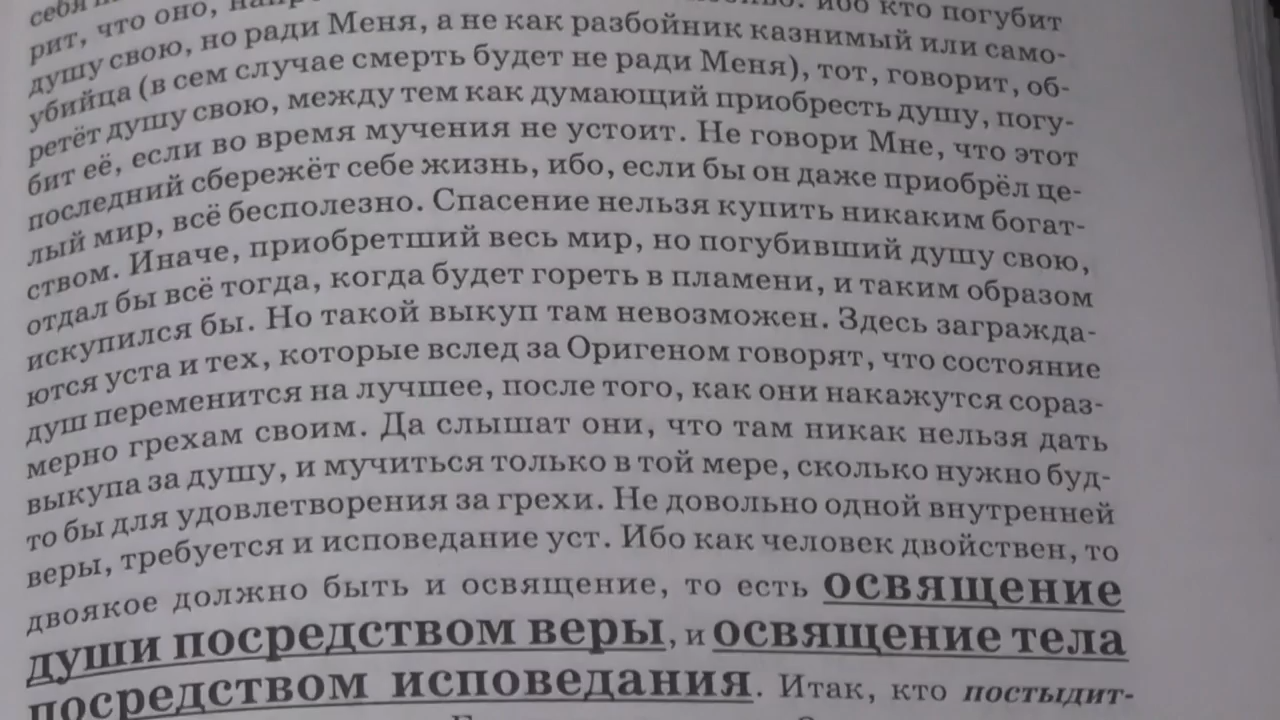 себя
рит, что оно, ибо кто погубит
душу свою, но ради Меня, а не как разбойник казнимый или само-
убийца (в сем случае смерть будет не ради Меня), тот, говорит, об-
ретёт душу свою, между тем как думающий приобресть душу, погу-
бит её, если во время мучения не устоит. Не говори Мне, что этот
последний сбережёт себе жизнь, ибо, если бы он даже приобрёл це-
лый мир, всё бесполезно. Спасение нельзя купить никаким богат-
ством. Иначе, приобретший весь мир, но погубивший душу свою,
отдал бы всё тогда, когда будет гореть в пламени, и таким образом
искупился бы. Но такой выкуп там невозможен. Здесь загражда-
ются уста и тех, которые вслед за Оригеном говорят, что состояние
душ переменится на лучшее, после того, как они накажутся сораз-
мерно грехам своим. Да слышат они, что там никак нельзя дать
выкупа за душу, и мучиться только в той мере, сколько нужно буд-
то бы для удовлетворения за грехи. Не довольно одной внутренней
веры, требуется и исповедание уст. Ибо как человек двойствен, то
двоякое должно быть и освящение, то есть освящение
души посредством веры, и освящение тела
посредством исповедания. Итак, кто постыдит-